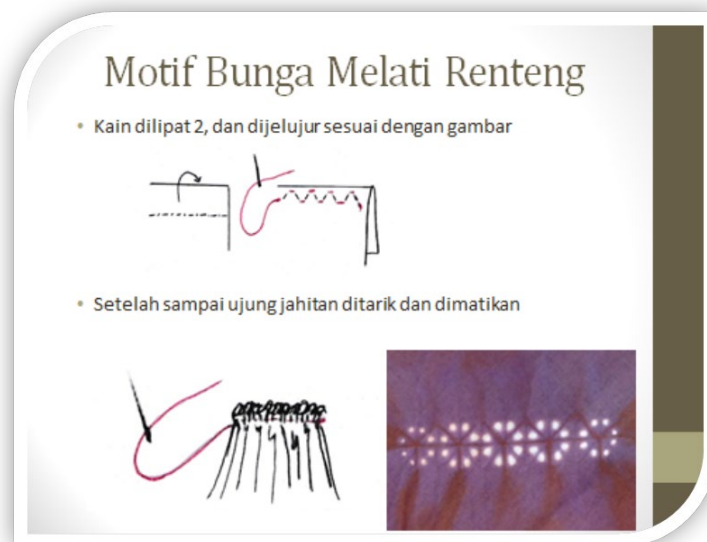 Motif Bunga Melati Renteng
• Kain dilipat 2, dan dijelujur sesuai dengan gambar
• Setelah sampai ujung jahitan ditarik dan dimatikan